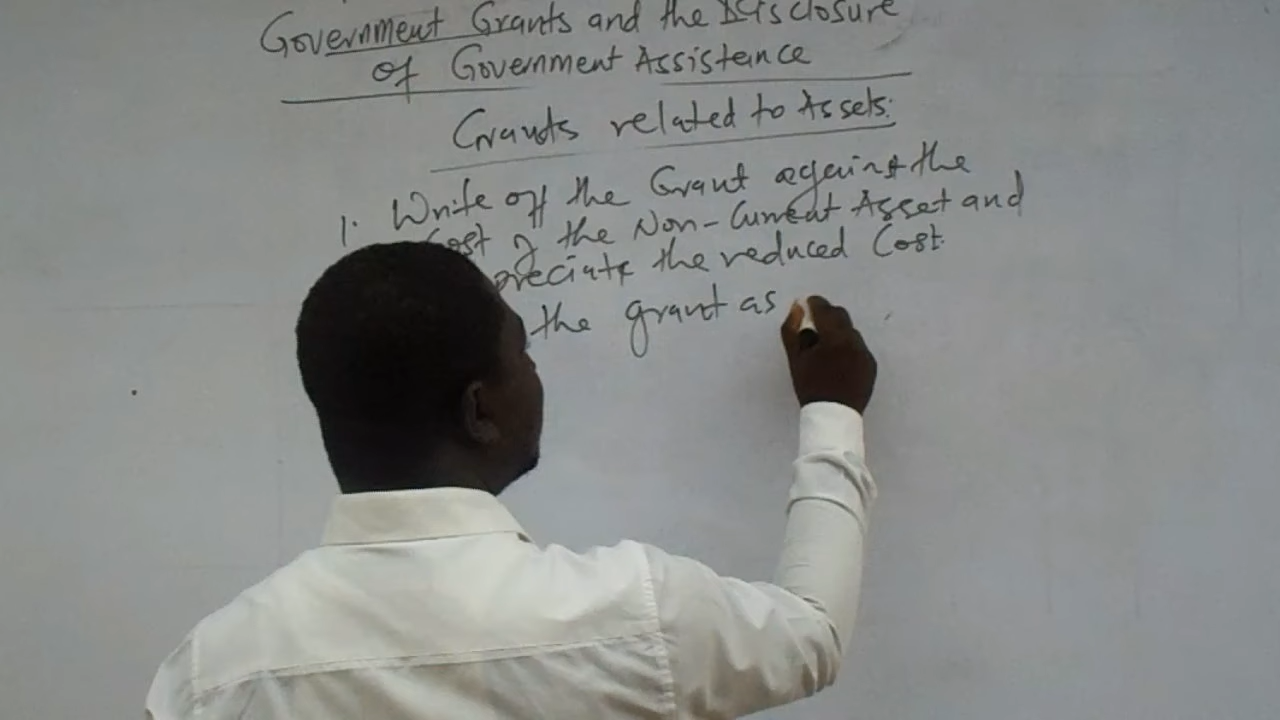 Government Grants and the Disclosure
of Government Assistance
Grants related to Assets:
1. Write off the Grant against the
Cost of the Non-Current Asset and
preciate the reduced Cost.
the grant as